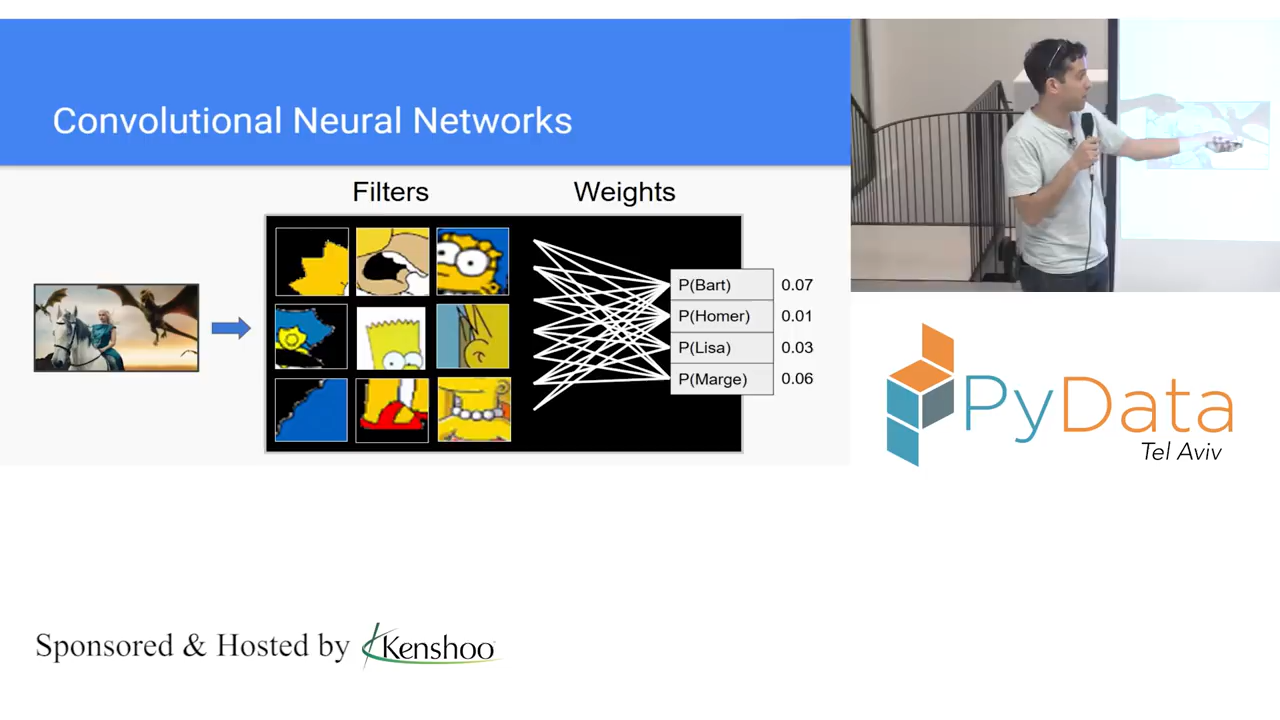 Convolutional Neural Networks
Filters
Weights
P(Bart) 0.07
P(Homer) 0.01
P(Lisa) 0.03
P(Marge) 0.06
PyData
Tel Aviv
Sponsored & Hosted by Kenshoo